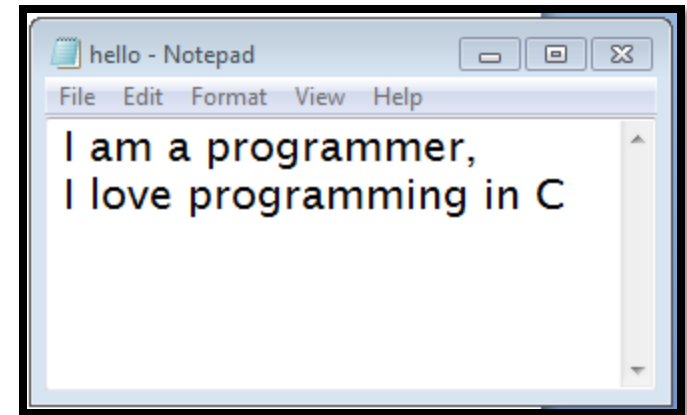 hello - Notepad
File Edit Format View Help
I am a programmer,
I love programming in C